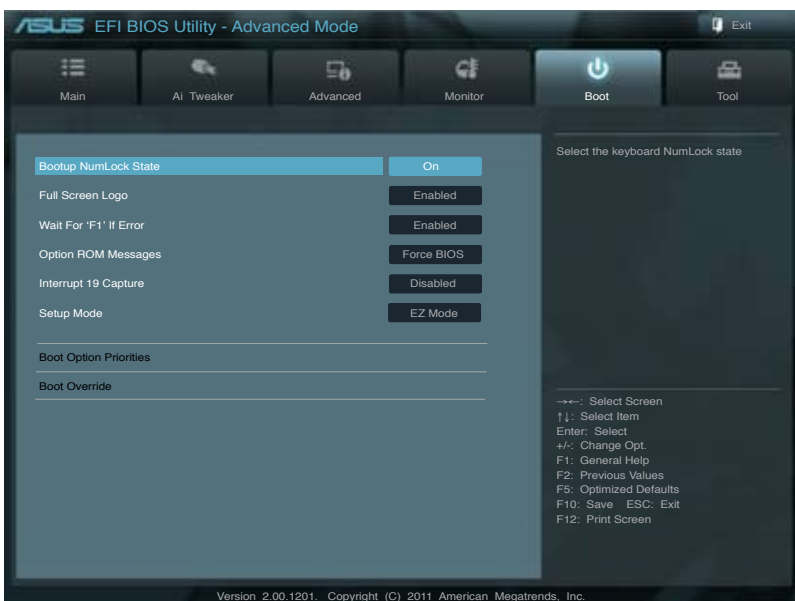 ASUS EFI BIOS Utility - Advanced Mode
Exit
Main
Ai Tweaker
Advanced
Monitor
Boot
Tool
Bootup NumLock State On
Full Screen Logo Enabled
Wait For ‘F1’ If Error Enabled
Option ROM Messages Force BIOS
Interrupt 19 Capture Disabled
Setup Mode EZ Mode
Boot Option Priorities
Boot Override
Select the keyboard NumLock state
→←: Select Screen
↑↓: Select Item
Enter: Select
+/-: Change Opt.
F1: General Help
F2: Previous Values
F5: Optimized Defaults
F10: Save ESC: Exit
F12: Print Screen
Version 2.00.1201. Copyright (C) 2011 American Megatrends, Inc.